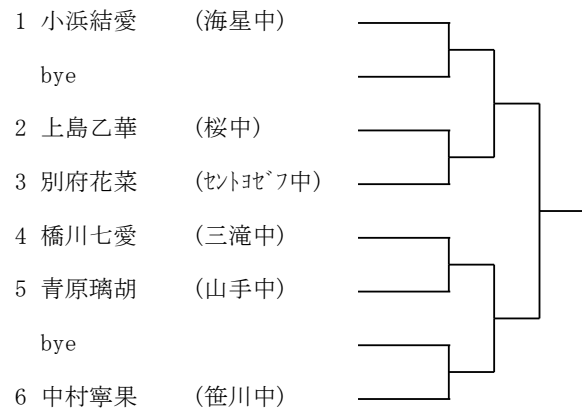 1 小浜結愛 (海星中)
bye
2 上島乙華 (桜中)
3 別府花菜 (ｾﾝﾄﾖｾﾞﾌ中)
4 橋川七愛 (三滝中)
5 青原璃胡 (山手中)
bye
6 中村寧果 (笹川中)